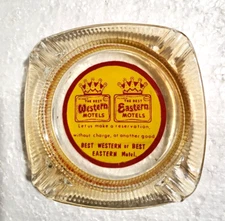 THE BEST THE BEST
Western Eastern
MOTELS MOTELS
Let us make a reservation,
without charge, for another good
BEST WESTERN or BEST
EASTERN Motel.